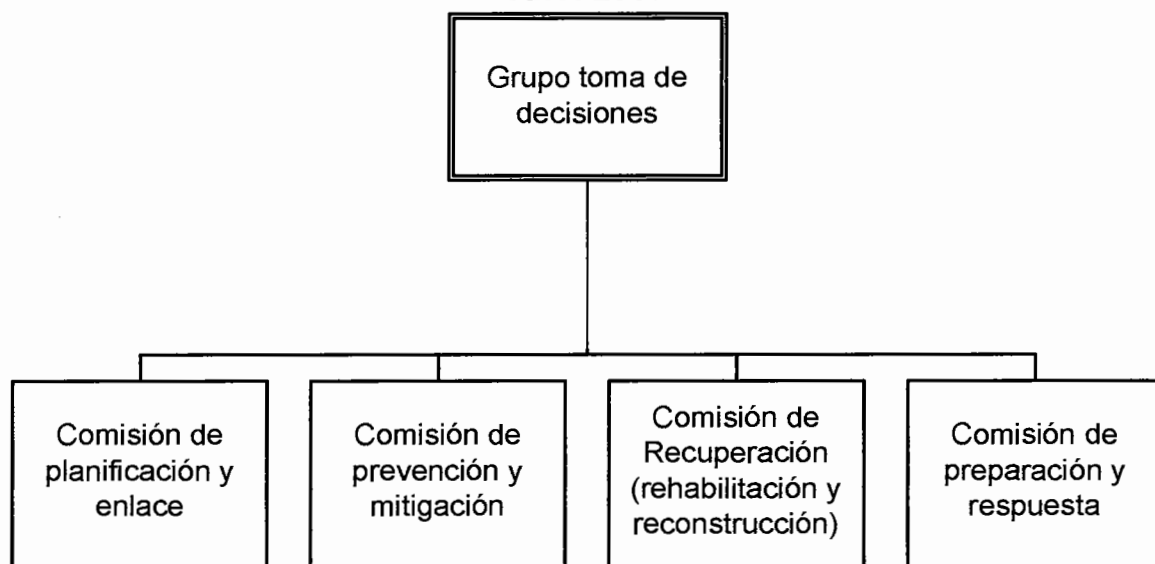 Grupo toma de
decisiones
Comisión de
planificación y
enlace
Comisión de
prevención y
mitigación
Comisión de
Recuperación
(rehabilitación y
reconstrucción)
Comisión de
preparación y
respuesta